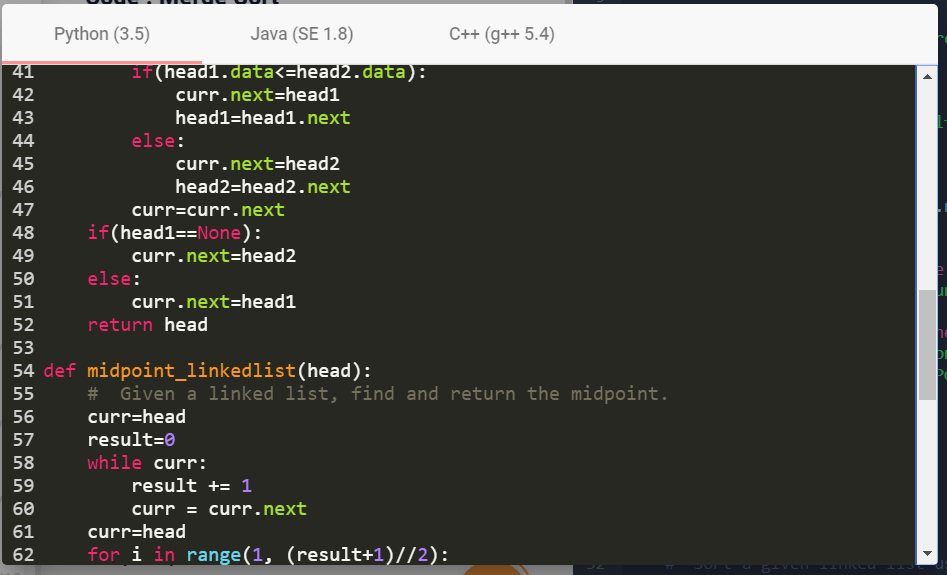 Code : Merge Sort
Python (3.5) Java (SE 1.8) C++ (g++ 5.4)
41 if(head1.data<=head2.data):
42 curr.next=head1
43 head1=head1.next
44 else:
45 curr.next=head2
46 head2=head2.next
47 curr=curr.next
48 if(head1==None):
49 curr.next=head2
50 else:
51 curr.next=head1
52 return head
53
54 def midpoint_linkedlist(head):
55 #  Given a linked list, find and return the midpoint.
56 curr=head
57 result=0
58 while curr:
59 result += 1
60 curr = curr.next
61 curr=head
62 for i in range(1, (result+1)//2):